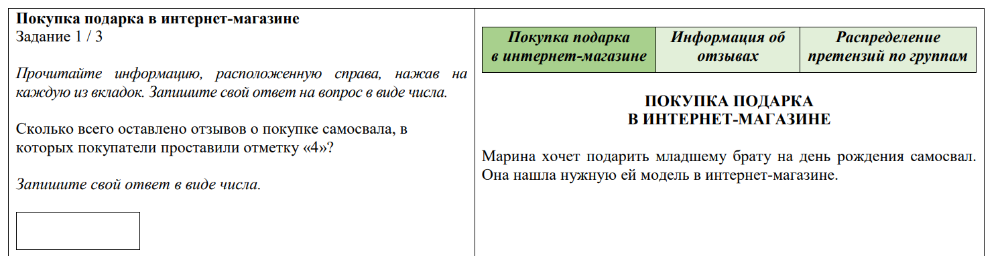 Покупка подарка в интернет-магазине
Задание 1 / 3
Прочитайте информацию, расположенную справа, нажав на
каждую из вкладок. Запишите свой ответ на вопрос в виде числа.
Сколько всего оставлено отзывов о покупке самосвала, в
которых покупатели проставили отметку «4»?
Запишите свой ответ в виде числа.
Покупка подарка
в интернет-магазине
Информация об
отзывах
Распределение
претензий по группам
ПОКУПКА ПОДАРКА
В ИНТЕРНЕТ-МАГАЗИНЕ
Марина хочет подарить младшему брату на день рождения самосвал.
Она нашла нужную ей модель в интернет-магазине.